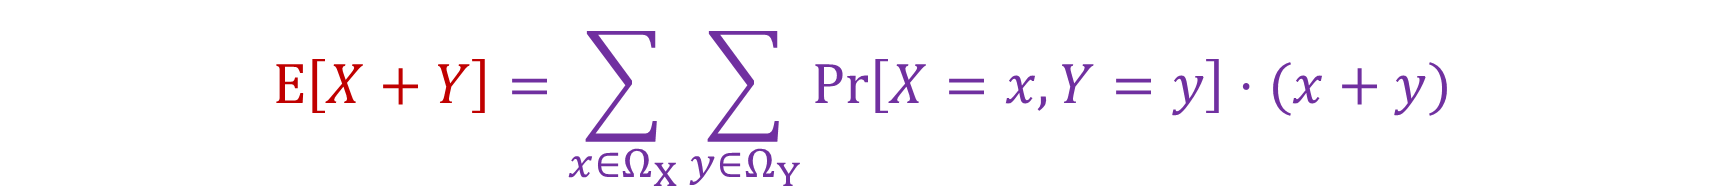 E[X + Y] = ∑_{x∈Ω_X} ∑_{y∈Ω_Y} Pr[X = x, Y = y] · (x + y)